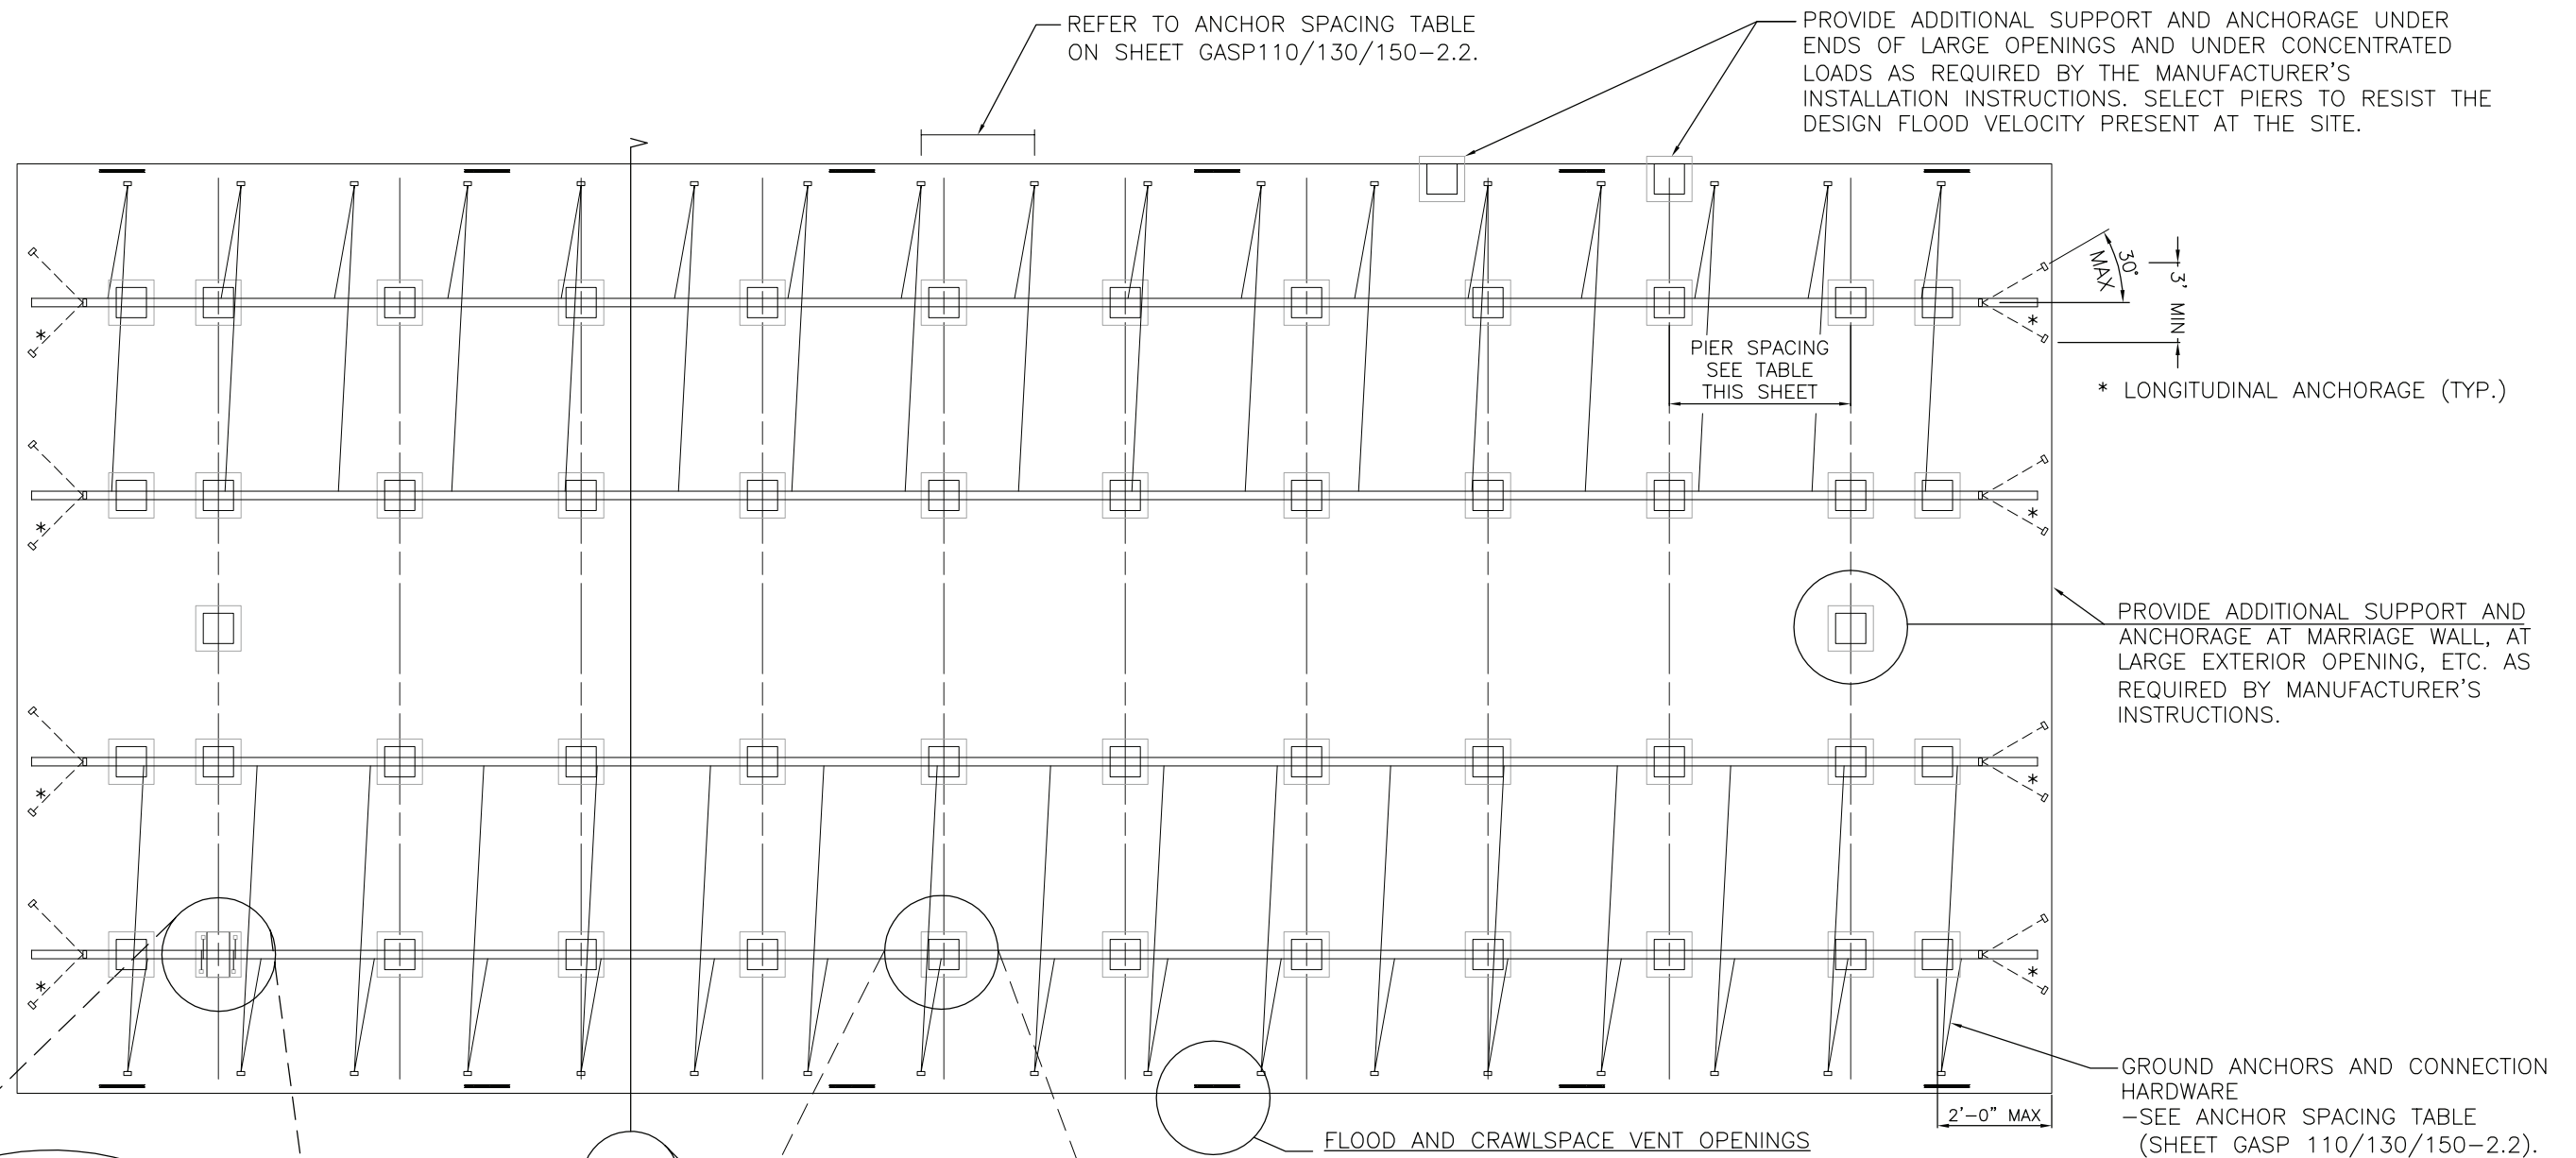 REFER TO ANCHOR SPACING TABLE
ON SHEET GASP110/130/150-2.2.
PROVIDE ADDITIONAL SUPPORT AND ANCHORAGE UNDER
ENDS OF LARGE OPENINGS AND UNDER CONCENTRATED
LOADS AS REQUIRED BY THE MANUFACTURER'S
INSTALLATION INSTRUCTIONS. SELECT PIERS TO RESIST THE
DESIGN FLOOD VELOCITY PRESENT AT THE SITE.
30°
MAX
3' MIN
* LONGITUDINAL ANCHORAGE (TYP.)
PIER SPACING
SEE TABLE
THIS SHEET
*
*
*
*
*
*
*
*
PROVIDE ADDITIONAL SUPPORT AND
ANCHORAGE AT MARRIAGE WALL, AT
LARGE EXTERIOR OPENING, ETC. AS
REQUIRED BY MANUFACTURER'S
INSTRUCTIONS.
GROUND ANCHORS AND CONNECTION
HARDWARE
-SEE ANCHOR SPACING TABLE
(SHEET GASP 110/130/150-2.2).
2'-0" MAX
FLOOD AND CRAWLSPACE VENT OPENINGS